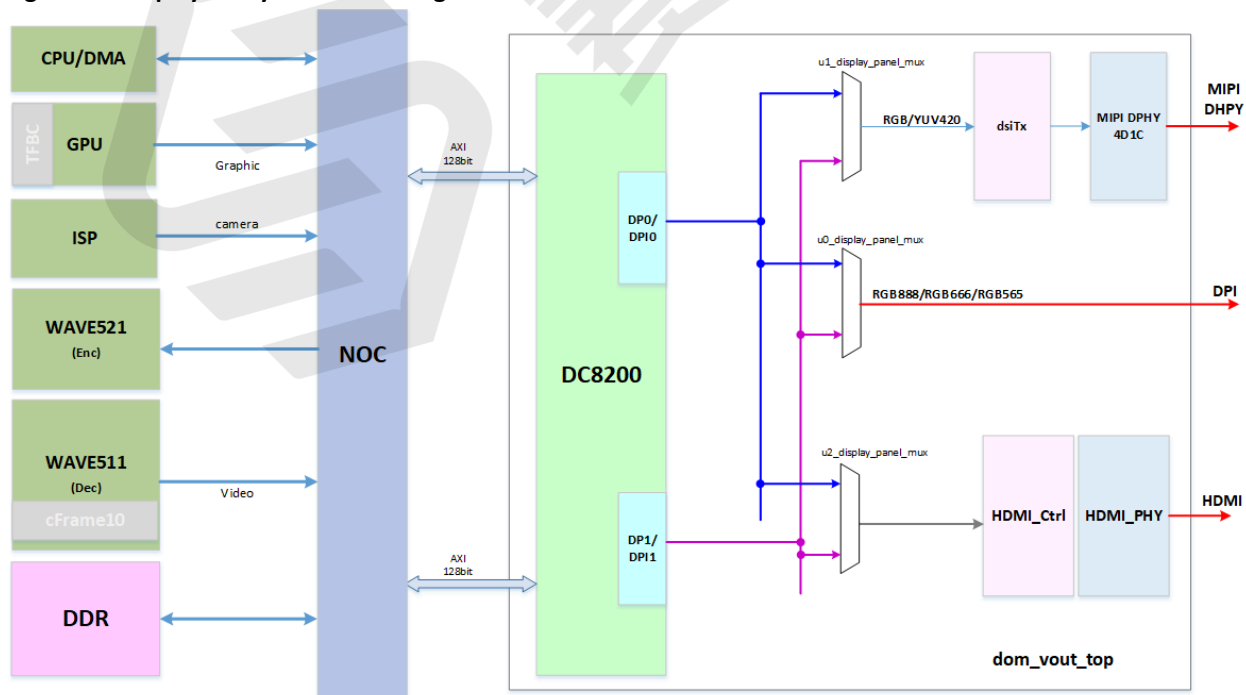 CPU/DMA
TFBC
GPU
Graphic
ISP
camera
WAVE521
(Enc)
WAVE511
(Dec)
cFrame10
Video
DDR
NOC
AXI
128bit
AXI
128bit
DC8200
DP0/
DPI0
DP1/
DPI1
u1_display_panel_mux
RGB/YUV420
dsiTx
MIPI DPHY
4D1C
MIPI
DHPY
u0_display_panel_mux
RGB888/RGB666/RGB565
DPI
u2_display_panel_mux
HDMI_Ctrl
HDMI_PHY
HDMI
dom_vout_top